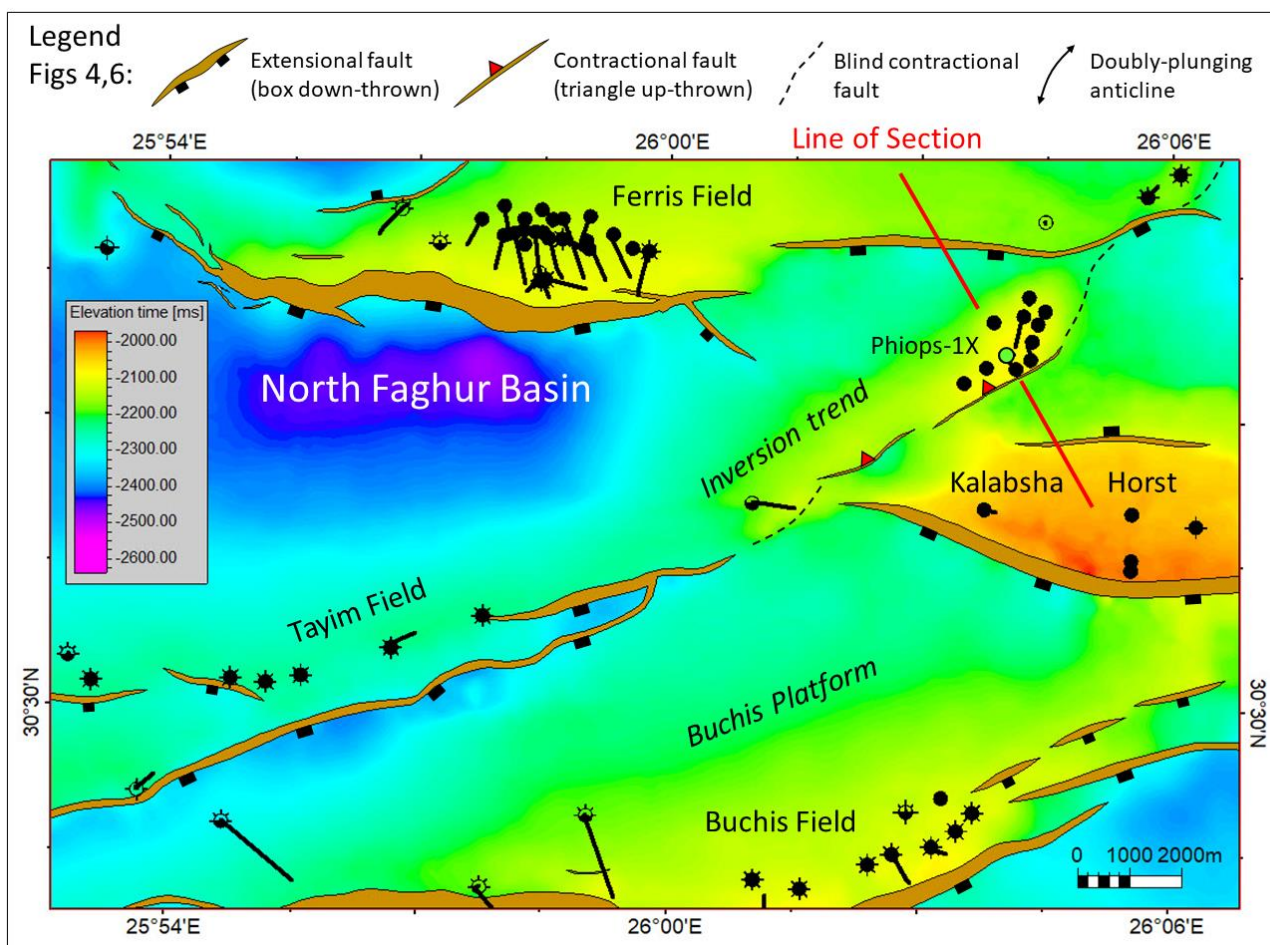 Legend
Figs 4,6:
Extensional fault
(box down-thrown)
Contractional fault
(triangle up-thrown)
Blind contractional
fault
Doubly-plunging
anticline
25°54'E
26°00'E
Line of Section
26°06'E
Ferris Field
Elevation time [ms]
-2000.00
-2100.00
-2200.00
-2300.00
-2400.00
-2500.00
-2600.00
North Faghur Basin
Phiops-1X
Inversion trend
Kalabsha Horst
Tayim Field
30°30'N
30°30'N
Buchis Platform
Buchis Field
0 1000 2000m
25°54'E
26°00'E
26°06'E